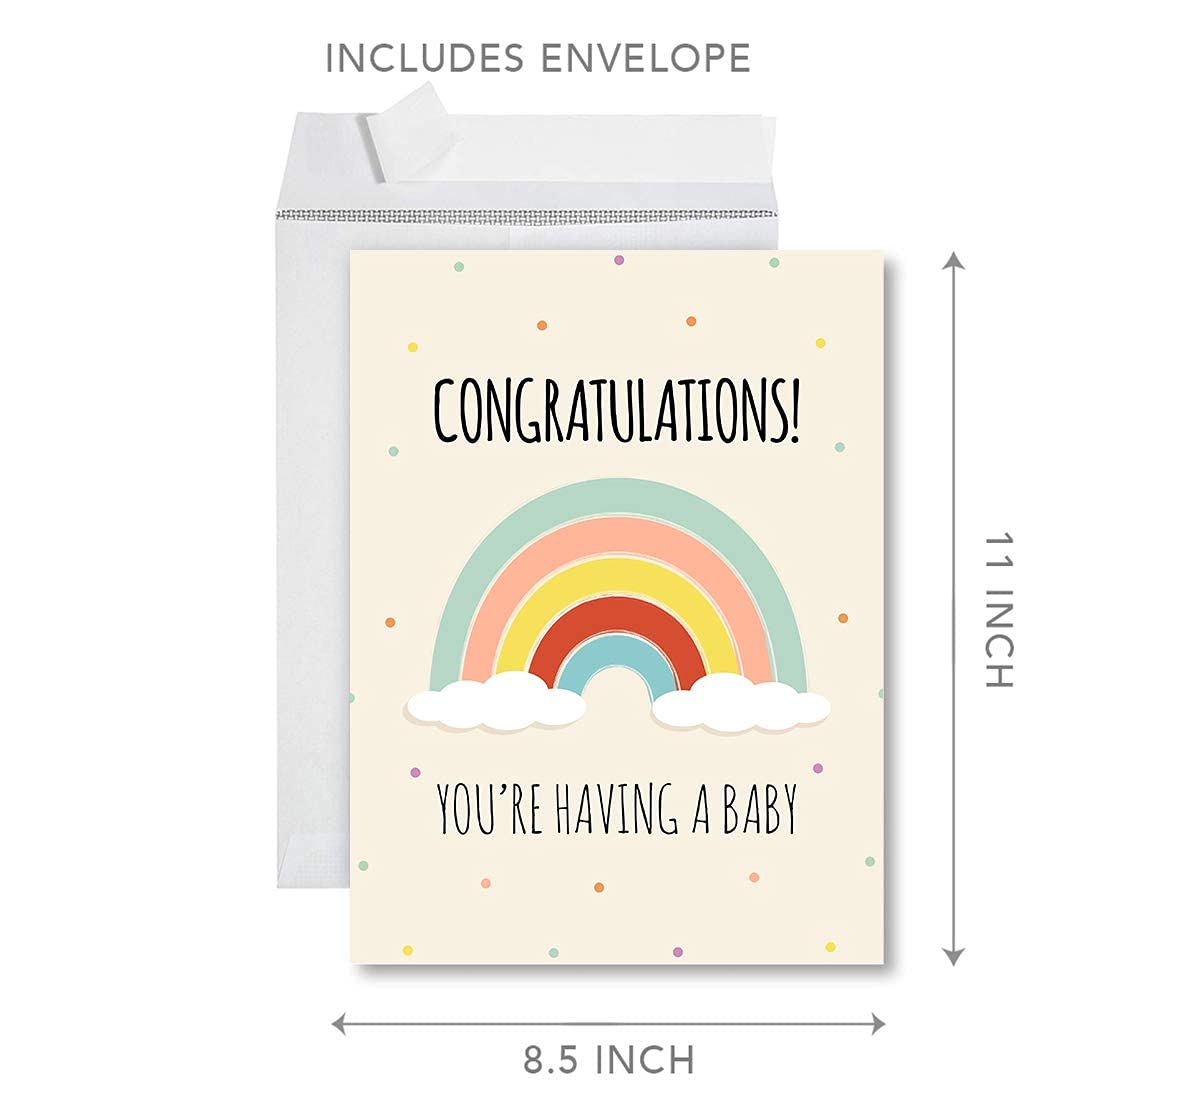 INCLUDES ENVELOPE
CONGRATULATIONS!
YOU'RE HAVING A BABY
11 INCH
8.5 INCH